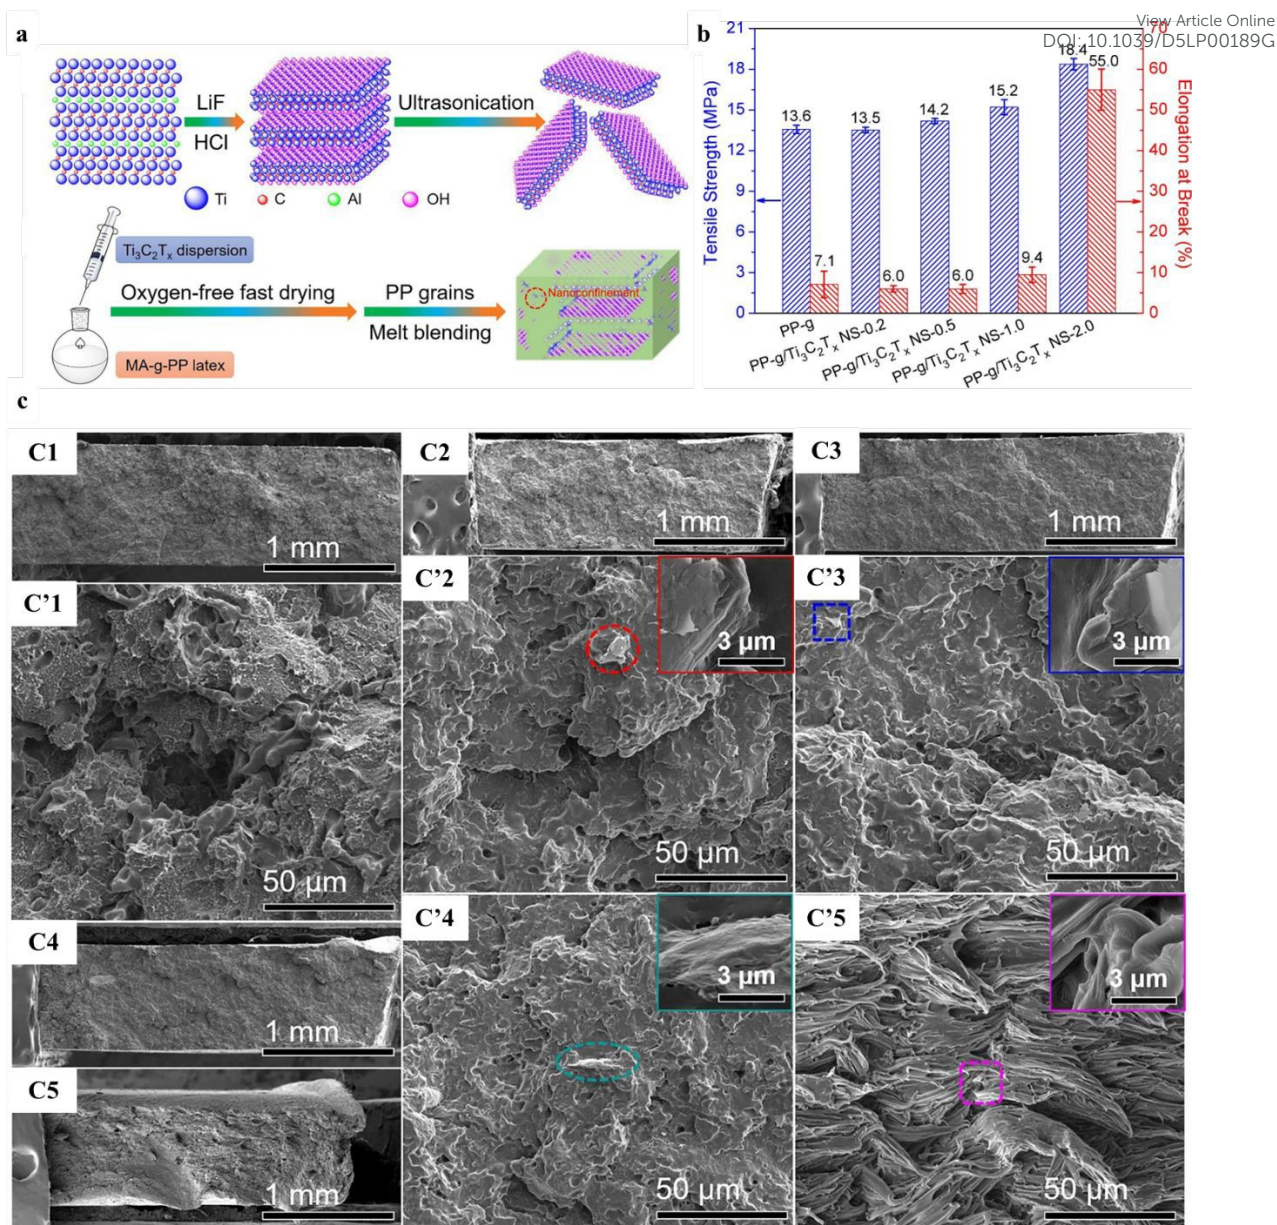 View Article Online
DOI: 10.1039/D5LP00189G
a
LiF
HCl
Ultrasonication
Ti
C
Al
OH
Ti₃C₂Tₓ dispersion
Oxygen-free fast drying
PP grains
Melt blending
Nanoconfinement
MA-g-PP latex
b
Tensile Strength (MPa)
21
18
15
12
9
6
3
0
13.6
13.5
14.2
15.2
18.4
7.1
6.0
6.0
9.4
55.0
70
60
50
40
30
20
10
0
Elongation at Break (%)
PP-g
PP-g/Ti₃C₂Tₓ NS-0.2
PP-g/Ti₃C₂Tₓ NS-0.5
PP-g/Ti₃C₂Tₓ NS-1.0
PP-g/Ti₃C₂Tₓ NS-2.0
c
C1
1 mm
C2
1 mm
C3
1 mm
C’1
50 µm
C’2
3 µm
50 µm
C’3
3 µm
50 µm
C4
1 mm
C5
1 mm
C’4
3 µm
50 µm
C’5
3 µm
50 µm